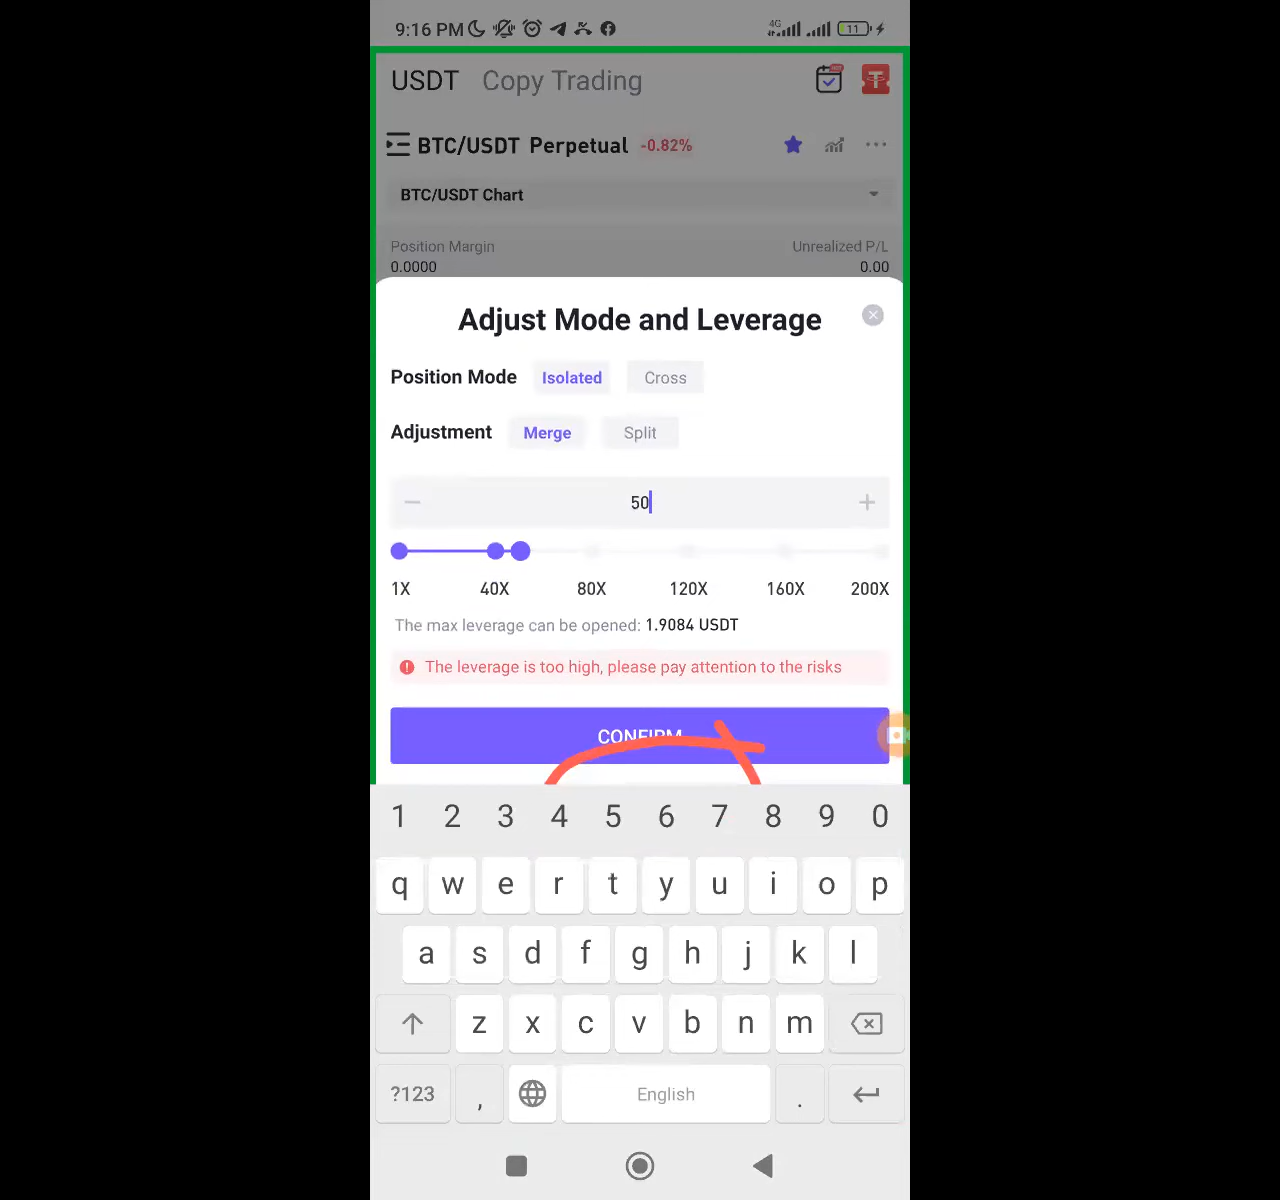 9:16 PM 4G 11
USDT Copy Trading
BTC/USDT Perpetual -0.82%
BTC/USDT Chart
Position Margin Unrealized P/L
0.0000 0.00
Adjust Mode and Leverage
Position Mode Isolated Cross
Adjustment Merge Split
50
1X 40X 80X 120X 160X 200X
The max leverage can be opened: 1.9084 USDT
The leverage is too high, please pay attention to the risks
CONFIRM
1 2 3 4 5 6 7 8 9 0
q w e r t y u i o p
a s d f g h j k l
z x c v b n m
?123 , English .